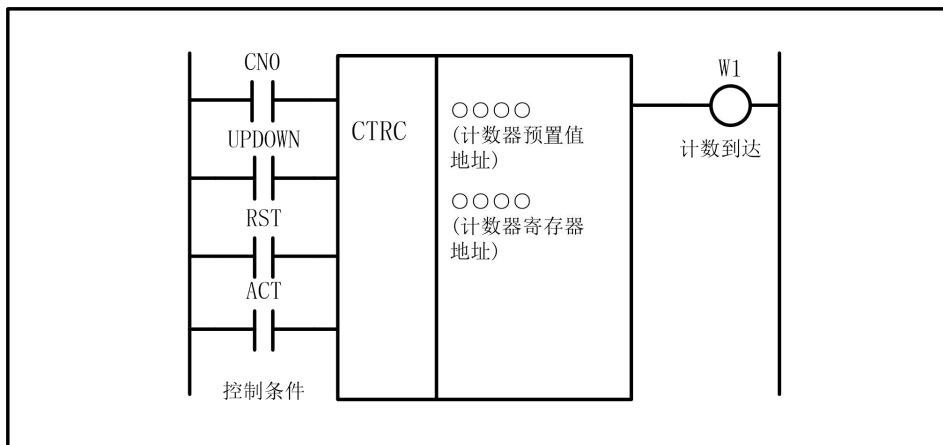 CN0
W1
UPDOWN
CTRC
○○○○
(计数器预置值
地址)
计数到达
RST
○○○○
(计数器寄存器
地址)
ACT
控制条件